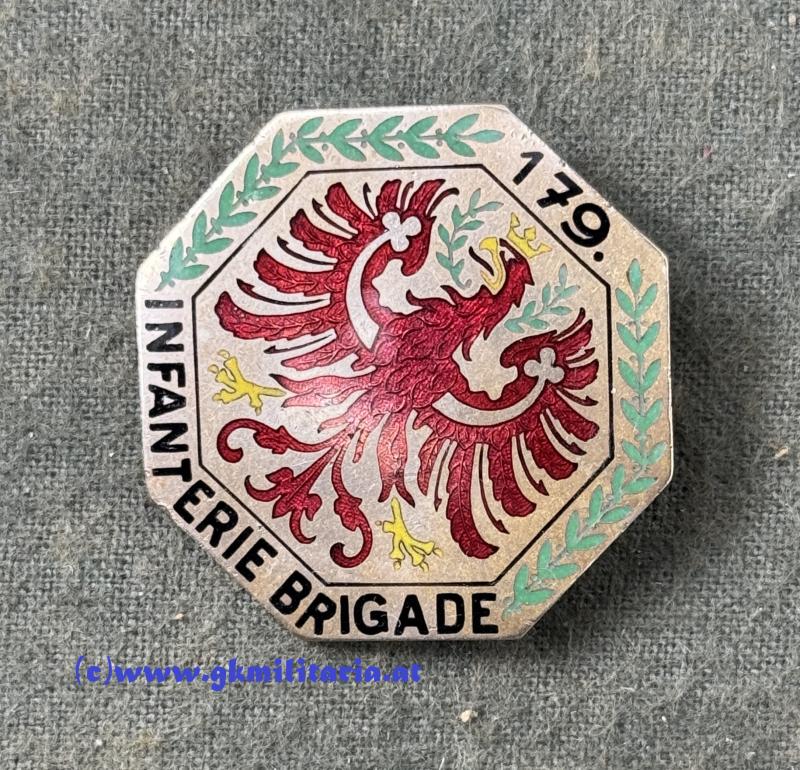 179.
INFANTERIE BRIGADE
(c)www.gkmilitaria.at